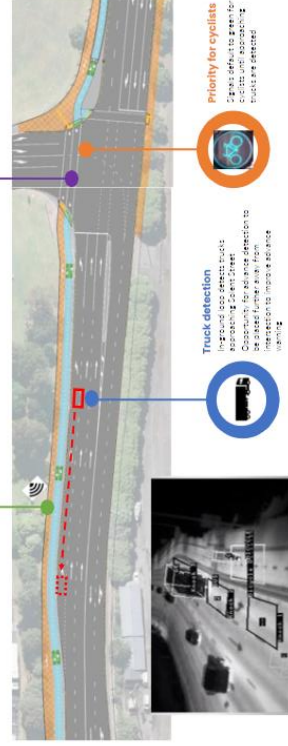 Priority for cyclists
Signals default to green for
cyclists until approaching
trucks are detected
Truck detection
In-ground loop detects trucks
approaching Solent Street
Opportunity for advance detection to
be placed further away from
intersection to improve advance
warning